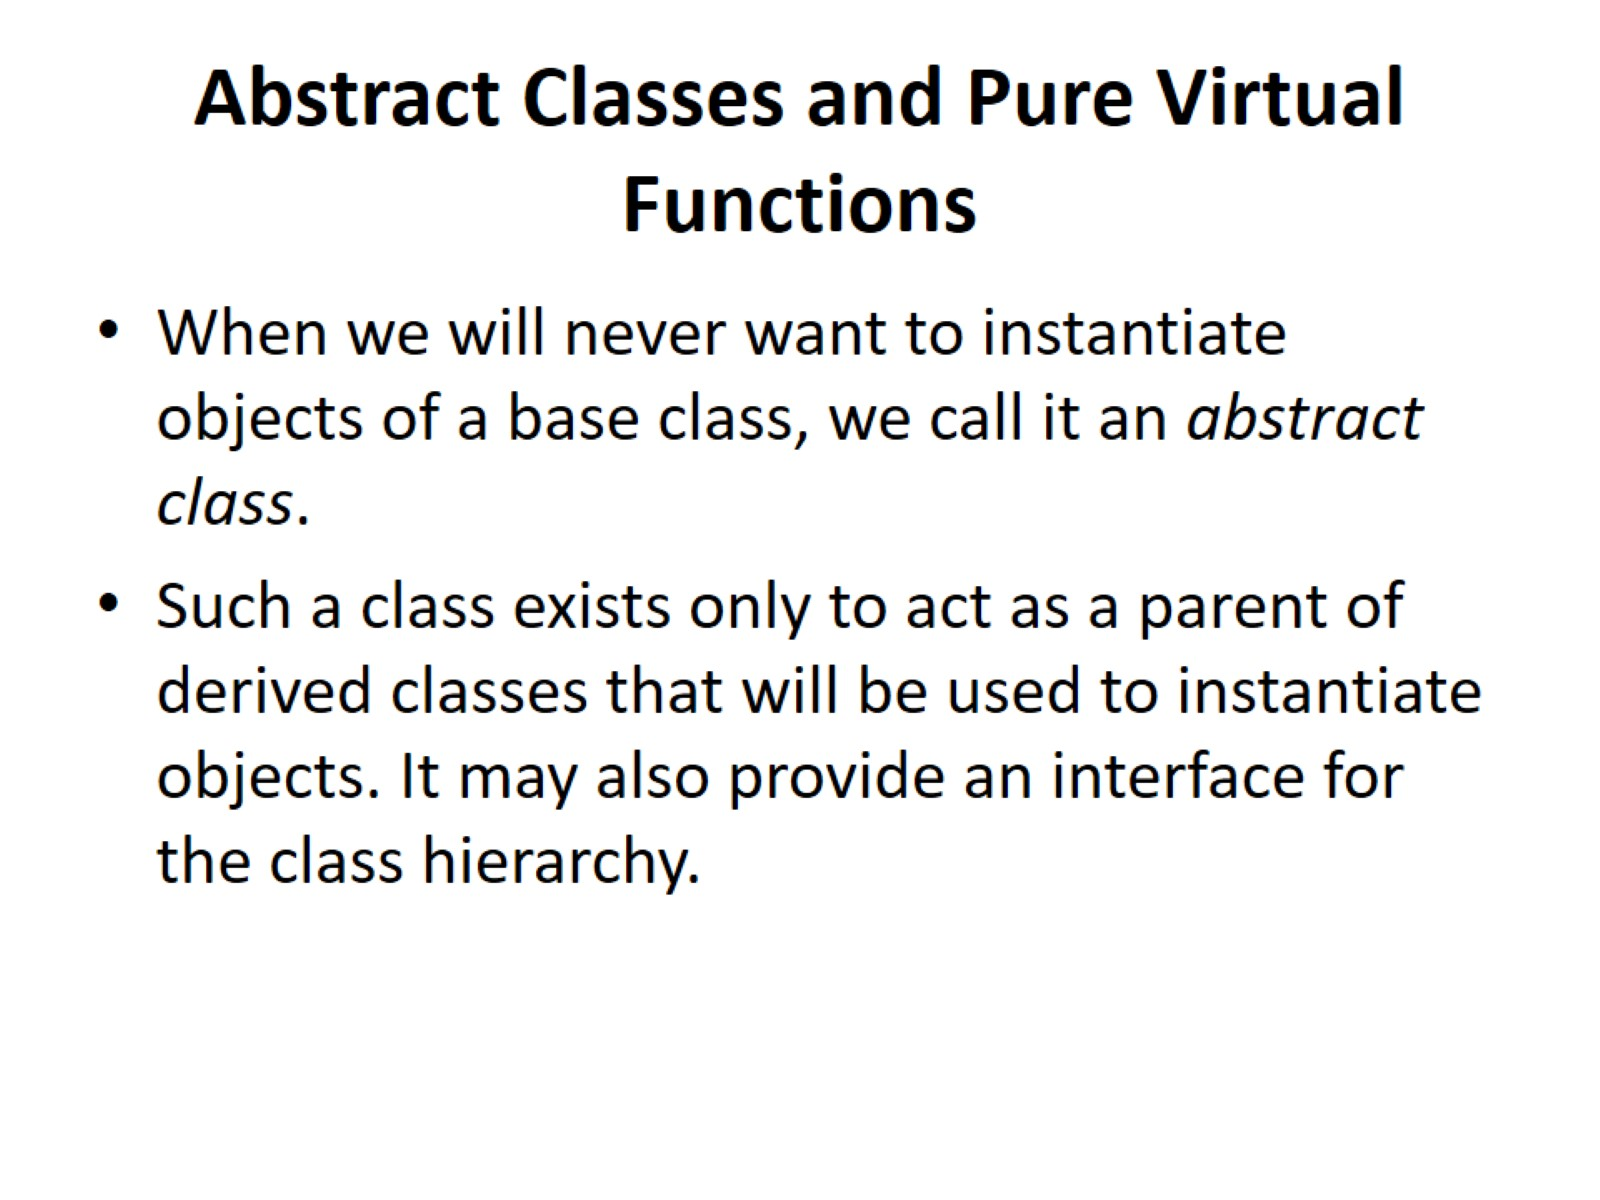 Abstract Classes and Pure Virtual
Functions
• When we will never want to instantiate
objects of a base class, we call it an abstract
class.
• Such a class exists only to act as a parent of
derived classes that will be used to instantiate
objects. It may also provide an interface for
the class hierarchy.